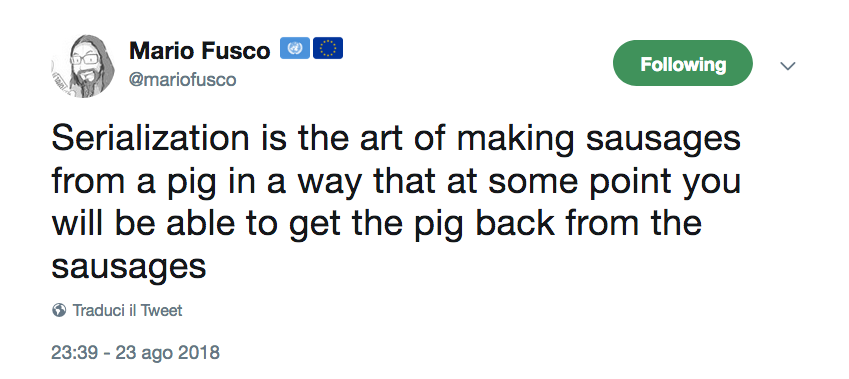 Mario Fusco
@mariofusco
Following
Serialization is the art of making sausages
from a pig in a way that at some point you
will be able to get the pig back from the
sausages
Traduci il Tweet
23:39 - 23 ago 2018